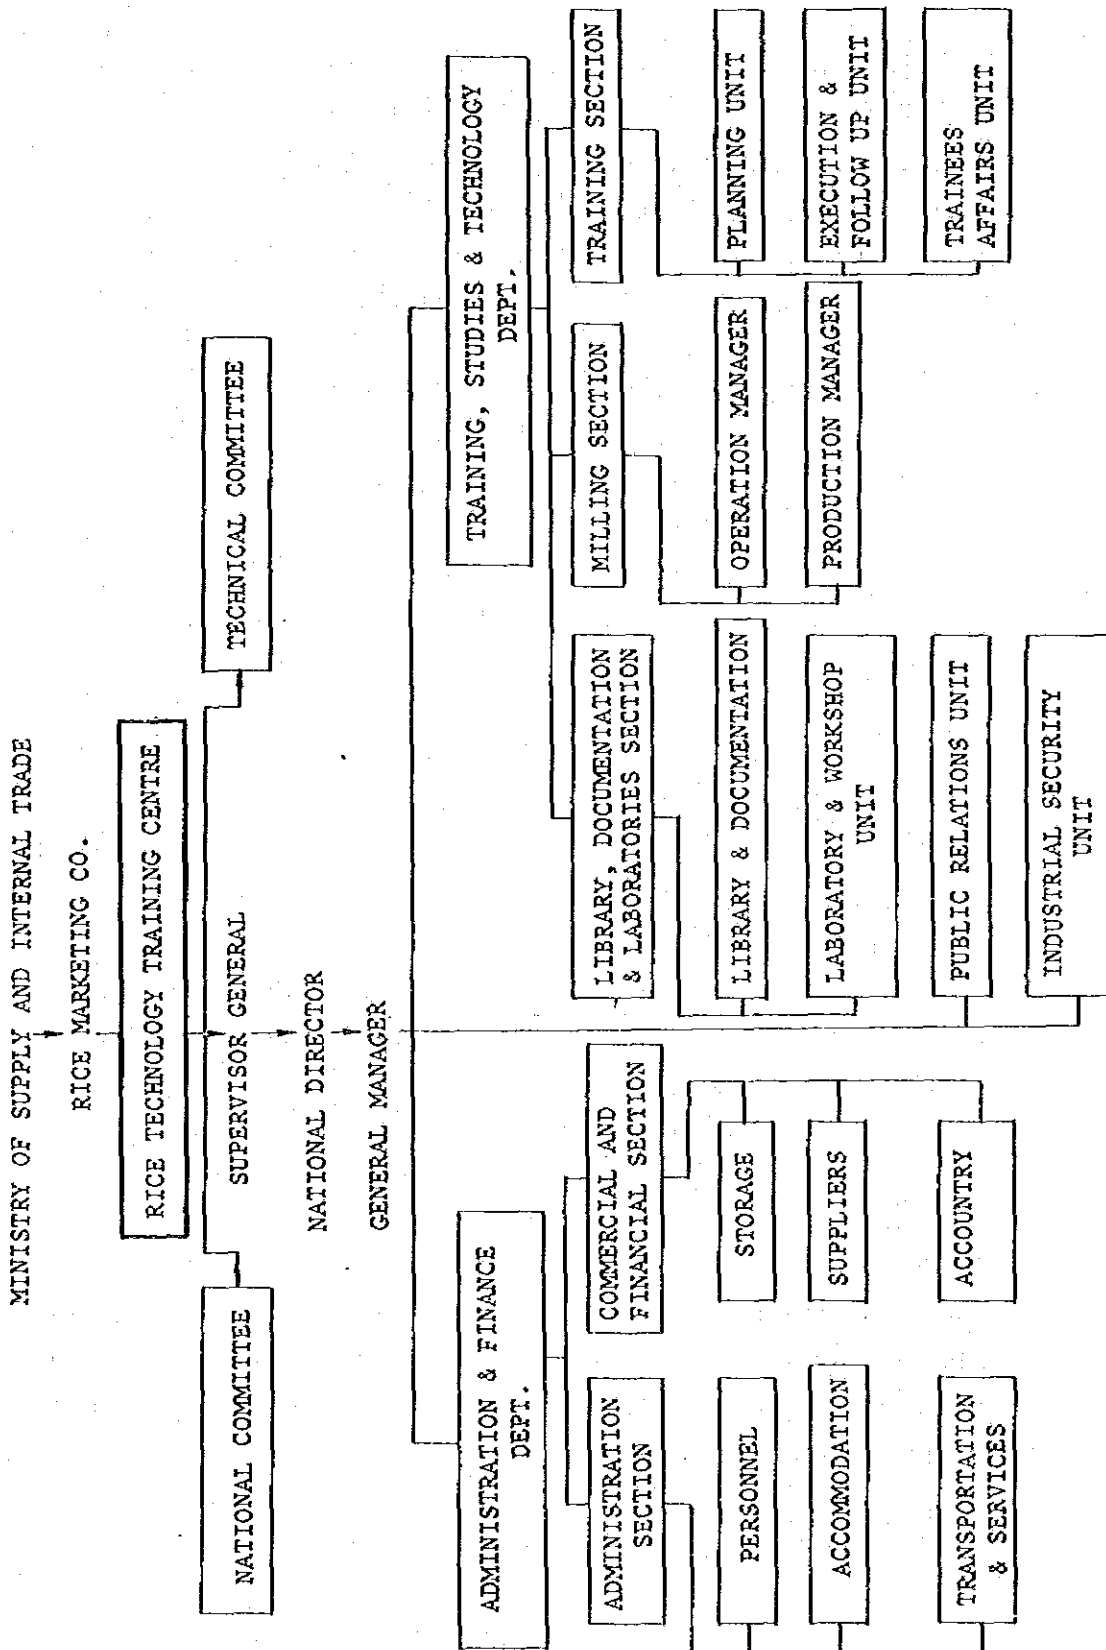 MINISTRY OF SUPPLY AND INTERNAL TRADE
RICE MARKETING CO.
RICE TECHNOLOGY TRAINING CENTRE
NATIONAL COMMITTEE
TECHNICAL COMMITTEE
SUPERVISOR GENERAL
NATIONAL DIRECTOR
GENERAL MANAGER
ADMINISTRATION & FINANCE
DEPT.
TRAINING, STUDIES & TECHNOLOGY
DEPT.
ADMINISTRATION
SECTION
COMMERCIAL AND
FINANCIAL SECTION
LIBRARY, DOCUMENTATION
& LABORATORIES SECTION
MILLING SECTION
TRAINING SECTION
PERSONNEL
STORAGE
LIBRARY & DOCUMENTATION
OPERATION MANAGER
PLANNING UNIT
ACCOMMODATION
SUPPLIERS
LABORATORY & WORKSHOP
UNIT
PRODUCTION MANAGER
EXECUTION &
FOLLOW UP UNIT
TRANSPORTATION
& SERVICES
ACCOUNTRY
PUBLIC RELATIONS UNIT
TRAINEES
AFFAIRS UNIT
INDUSTRIAL SECURITY
UNIT